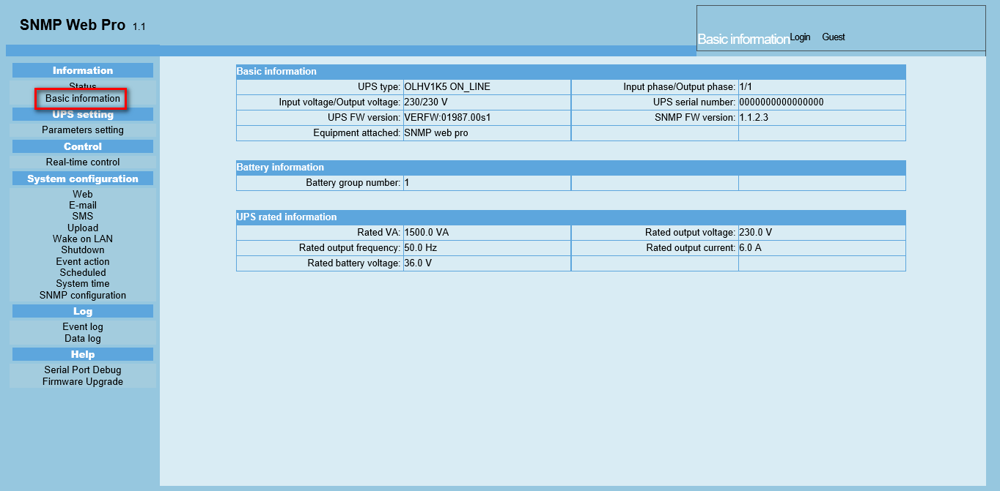 SNMP Web Pro 1.1
Basic information Login Guest
Information
Status
Basic information
UPS setting
Parameters setting
Control
Real-time control
System configuration
Web
E-mail
SMS
Upload
Wake on LAN
Shutdown
Event action
Scheduled
System time
SNMP configuration
Log
Event log
Data log
Help
Serial Port Debug
Firmware Upgrade
Basic information
UPS type: OLHV1K5 ON_LINE Input phase/Output phase: 1/1
Input voltage/Output voltage: 230/230 V UPS serial number: 0000000000000000
UPS FW version: VERFW:01987.00s1 SNMP FW version: 1.1.2.3
Equipment attached: SNMP web pro
Battery information
Battery group number: 1
UPS rated information
Rated VA: 1500.0 VA Rated output voltage: 230.0 V
Rated output frequency: 50.0 Hz Rated output current: 6.0 A
Rated battery voltage: 36.0 V